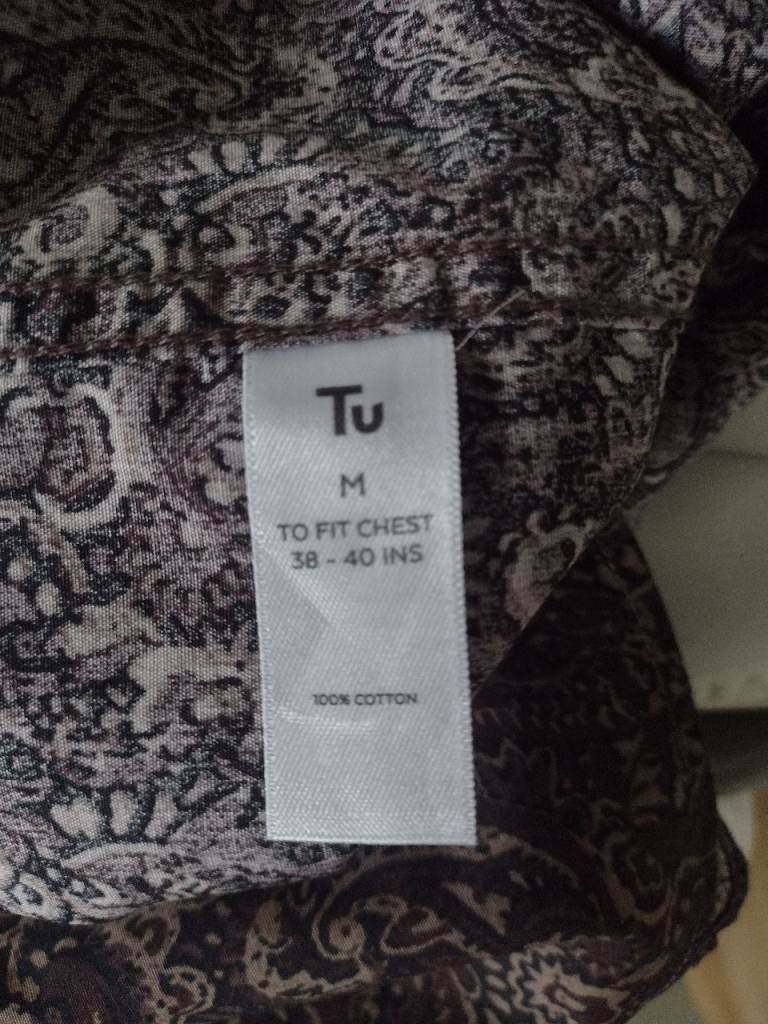 Tu
M
TO FIT CHEST
38 - 40 INS
100% COTTON